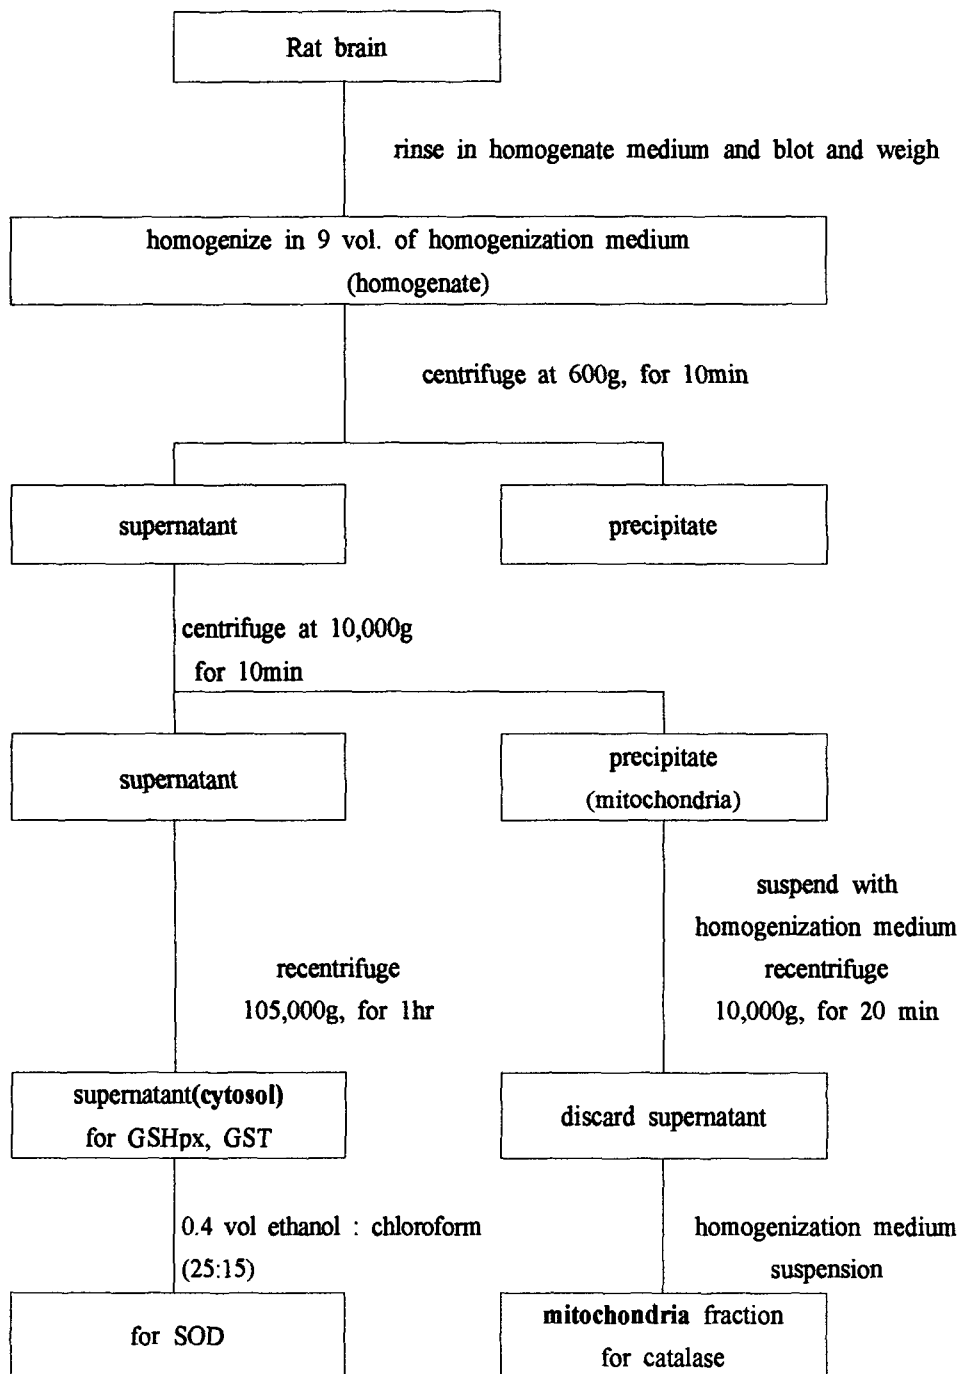 Rat brain
rinse in homogenate medium and blot and weigh
homogenize in 9 vol. of homogenization medium
(homogenate)
centrifuge at 600g, for 10min
supernatant
precipitate
centrifuge at 10,000g
for 10min
supernatant
precipitate
(mitochondria)
suspend with
homogenization medium
recentrifuge
10,000g, for 20 min
recentrifuge
105,000g, for 1hr
supernatant(cytosol)
for GSHpx, GST
discard supernatant
0.4 vol ethanol : chloroform
(25:15)
homogenization medium
suspension
for SOD
mitochondria fraction
for catalase